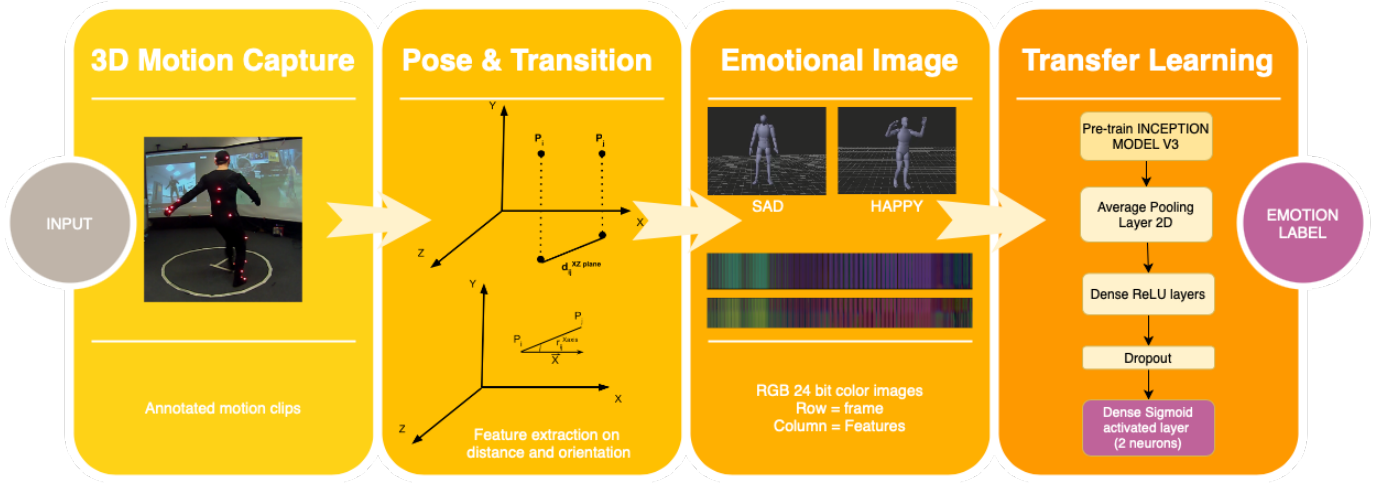 3D Motion Capture
Pose & Transition
Emotional Image
Transfer Learning
INPUT
Annotated motion clips
Y
P i
P j
X
Z
d ij XZ plane
Y
P j
P i
r ij Xaxis
X
X
Z
Feature extraction on
distance and orientation
SAD
HAPPY
RGB 24 bit color images
Row = frame
Column = Features
Pre-train INCEPTION
MODEL V3
Average Pooling
Layer 2D
Dense ReLU layers
Dropout
Dense Sigmoid
activated layer
(2 neurons)
EMOTION
LABEL